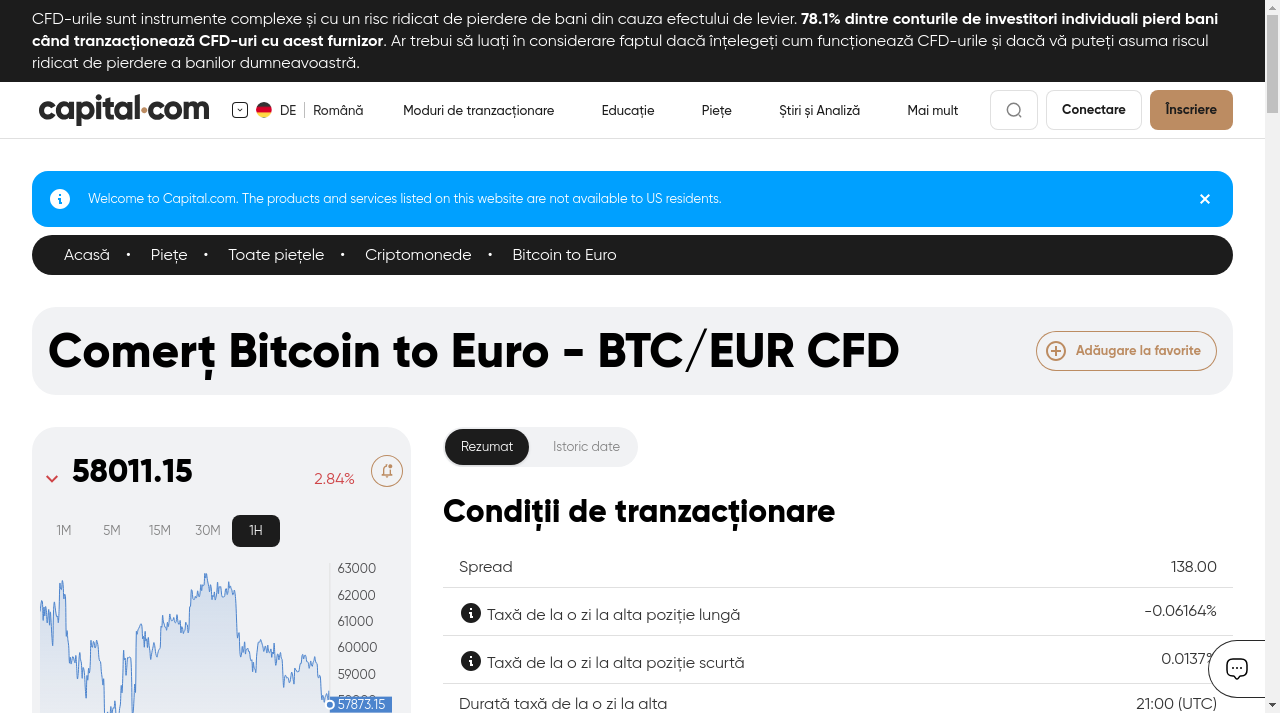 CFD-urile sunt instrumente complexe și cu un risc ridicat de pierdere de bani din cauza efectului de levier. 78.1% dintre conturile de investitori individuali pierd bani
când tranzacționează CFD-uri cu acest furnizor. Ar trebui să luați în considerare faptul dacă înțelegeți cum funcționează CFD-urile și dacă vă puteți asuma riscul
ridicat de pierdere a banilor dumneavoastră.
capital.com DE Română Moduri de tranzacționare Educație Piețe Știri și Analiză Mai mult Conectare Înscriere
Welcome to Capital.com. The products and services listed on this website are not available to US residents.
Acasă • Piețe • Toate piețele • Criptomonede • Bitcoin to Euro
Comerț Bitcoin to Euro - BTC/EUR CFD
Adăugare la favorite
58011.15 2.84%
1M 5M 15M 30M 1H
63000
62000
61000
60000
59000
57873.15
Rezumat Istoric date
Condiții de tranzacționare
Spread 138.00
Taxă de la o zi la alta poziție lungă -0.06164%
Taxă de la o zi la alta poziție scurtă 0.0137%
Durată taxă de la o zi la alta 21:00 (UTC)